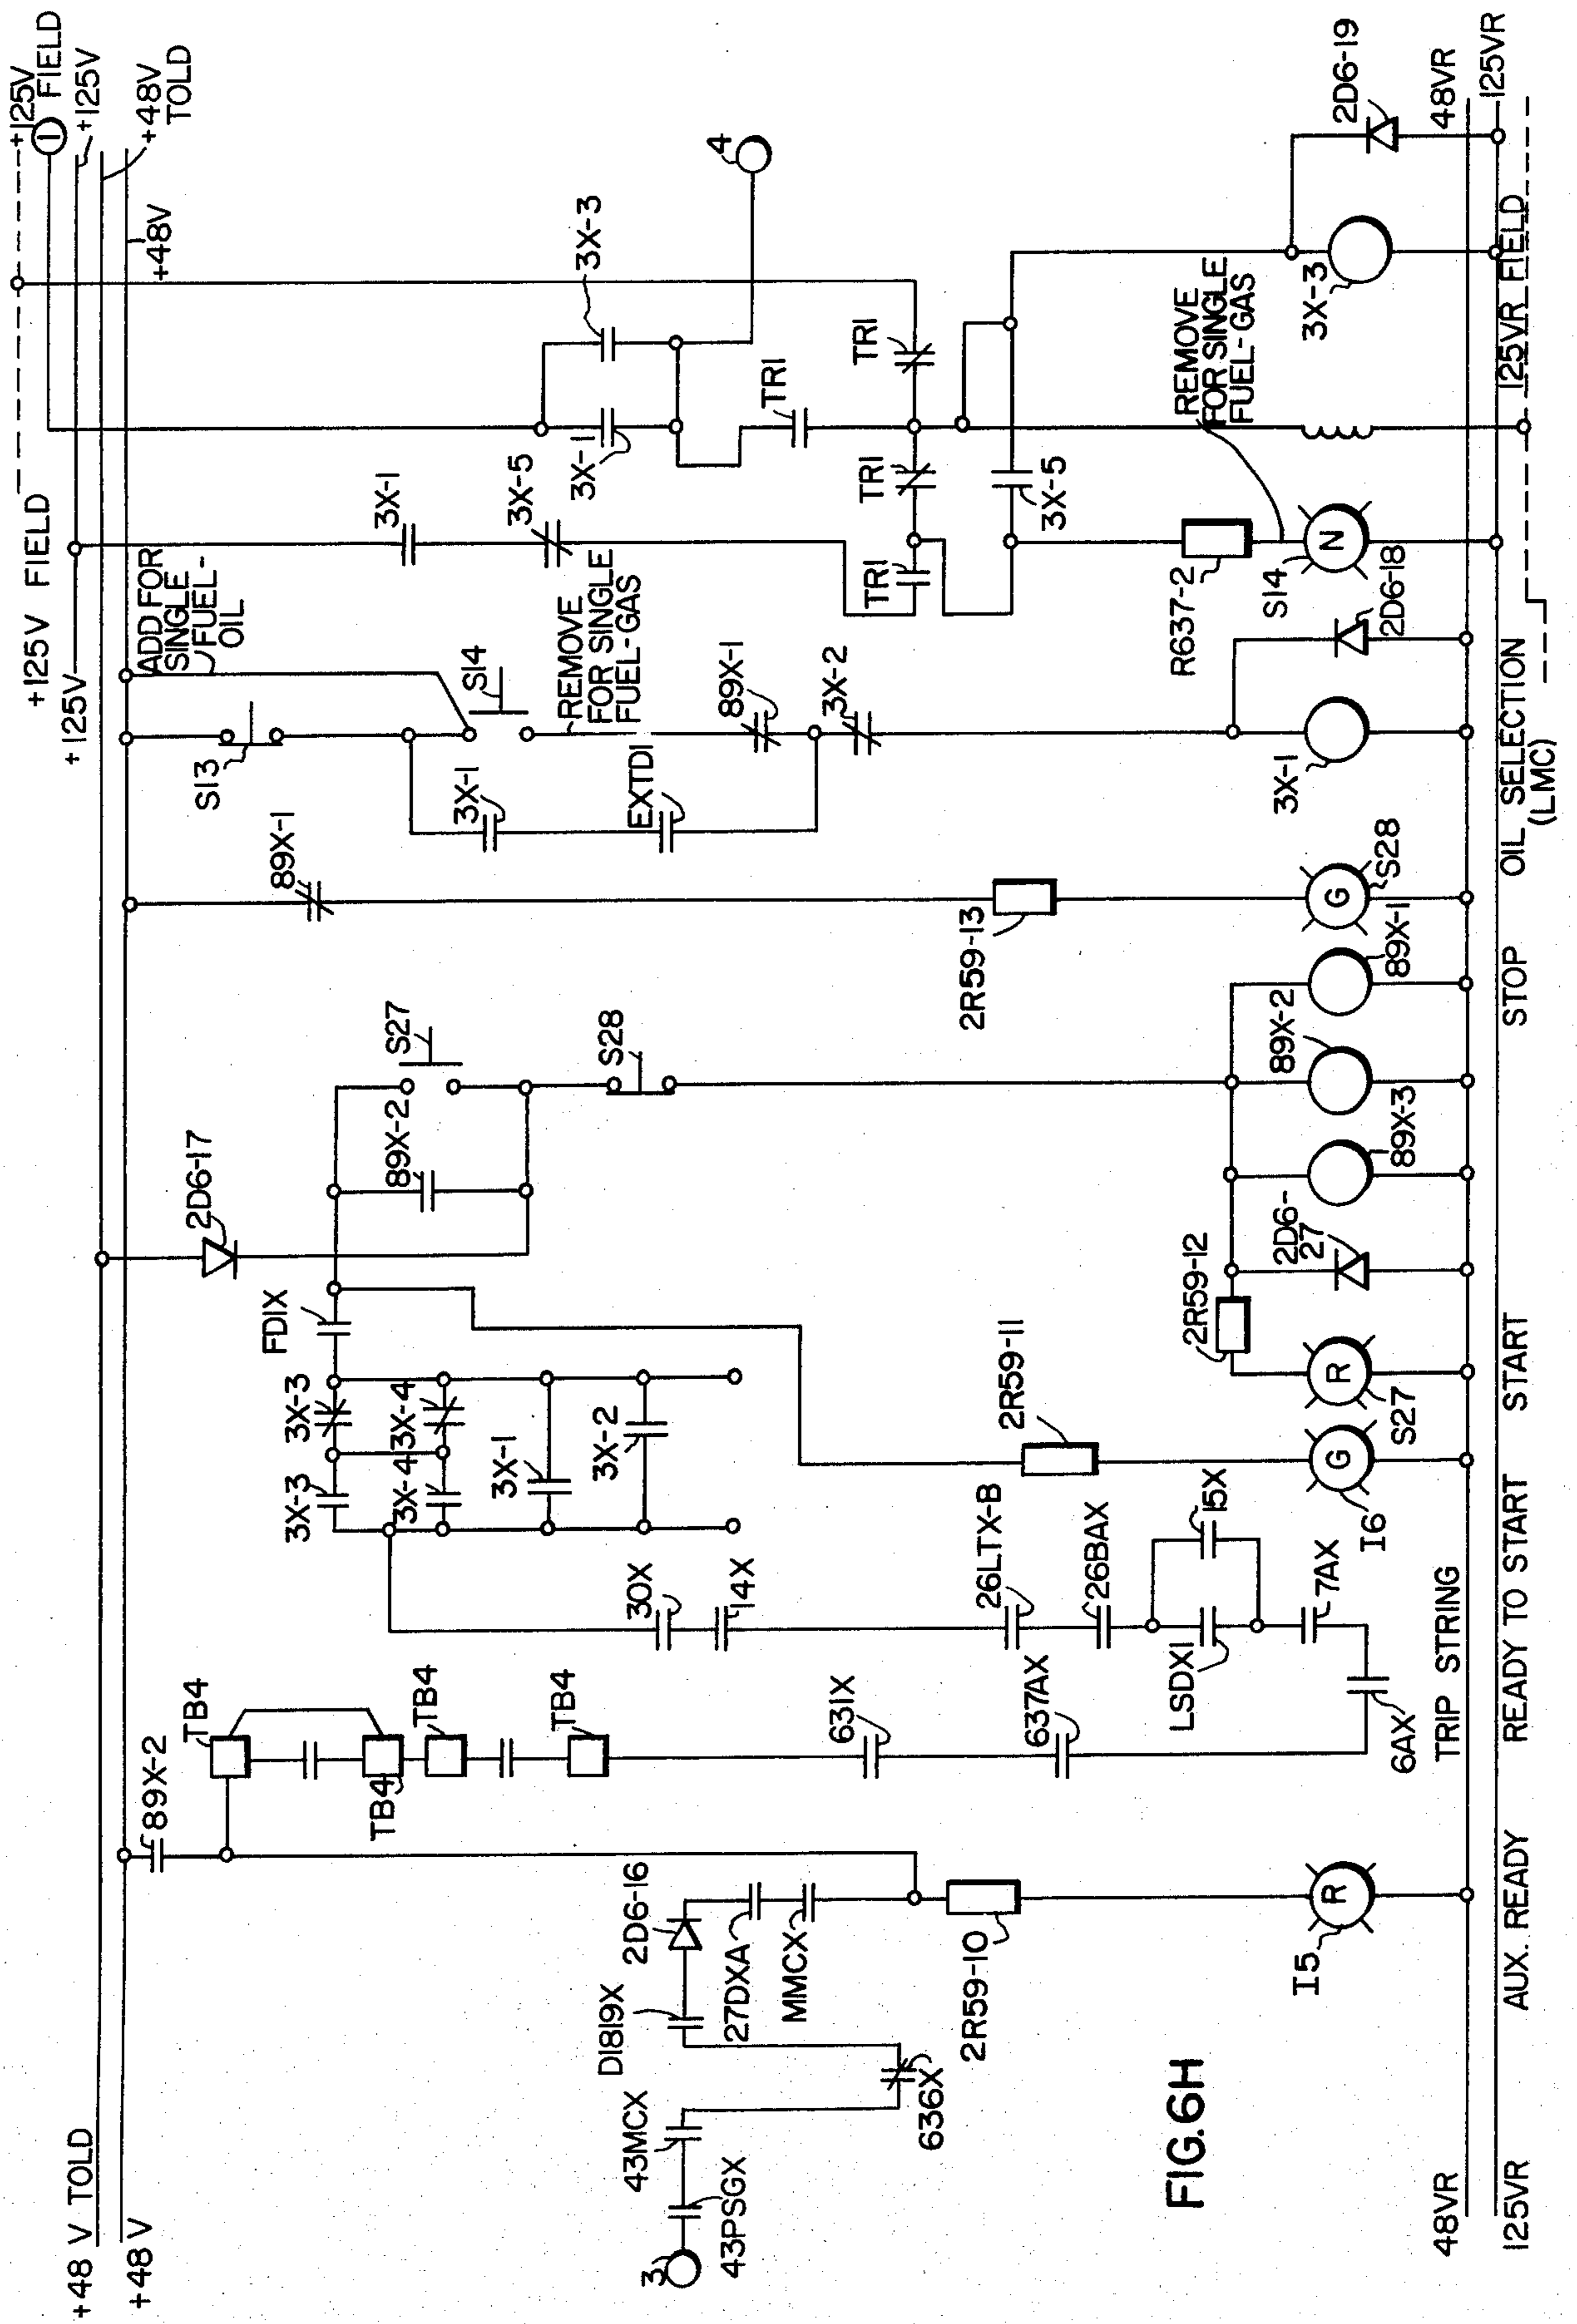 +48 V TOLD
+48 V
3
43PSGX
43MCX
636X
D1819X
2D6-16
27DXA
MMCX
2R59-10
I5
R
89X-2
TB4
TB4
TB4
TB4
631X
637AX
6AX
7AX
LSDX1
15X
26BAX
26LTX-B
14X
30X
3X-3
3X-4
3X-1
3X-2
3X-3
3X-4
FD1X
2D6-17
2R59-11
G
I6
R
S27
2R59-12
2D6-
27
89X-2
S27
S28
89X-3
89X-2
89X-1
89X-1
2R59-13
G
S28
+125V FIELD
+125V
ADD FOR
SINGLE
FUEL-
OIL
S13
S14
REMOVE
FOR SINGLE
FUEL-GAS
3X-1
EXTD1
89X-1
3X-2
3X-1
2D6-18
3X-1
3X-5
TR1
TR1
TR1
TR1
3X-1
3X-3
3X-5
R637-2
S14
N
REMOVE
FOR SINGLE
FUEL-GAS
3X-3
2D6-19
4
+125V
1
FIELD
+125V
+48V
TOLD
+48V
48VR
125VR
125VR FIELD
48VR
125VR
TRIP STRING
AUX. READY
READY TO START
START
STOP
OIL SELECTION
(LMC)
FIG.6H